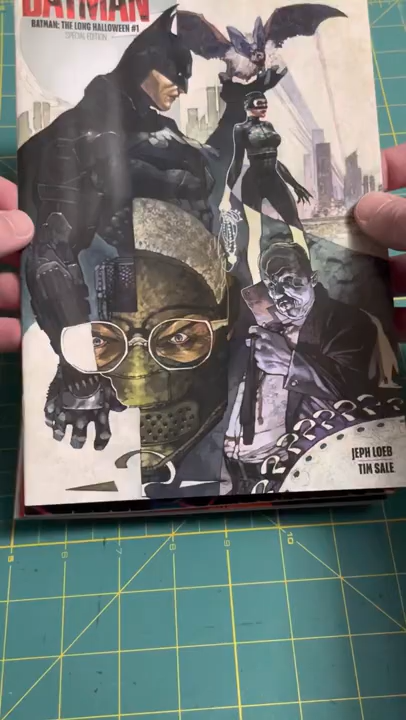 BATMAN
BATMAN: THE LONG HALLOWEEN #1
SPECIAL EDITION
JEPH LOEB
TIM SALE